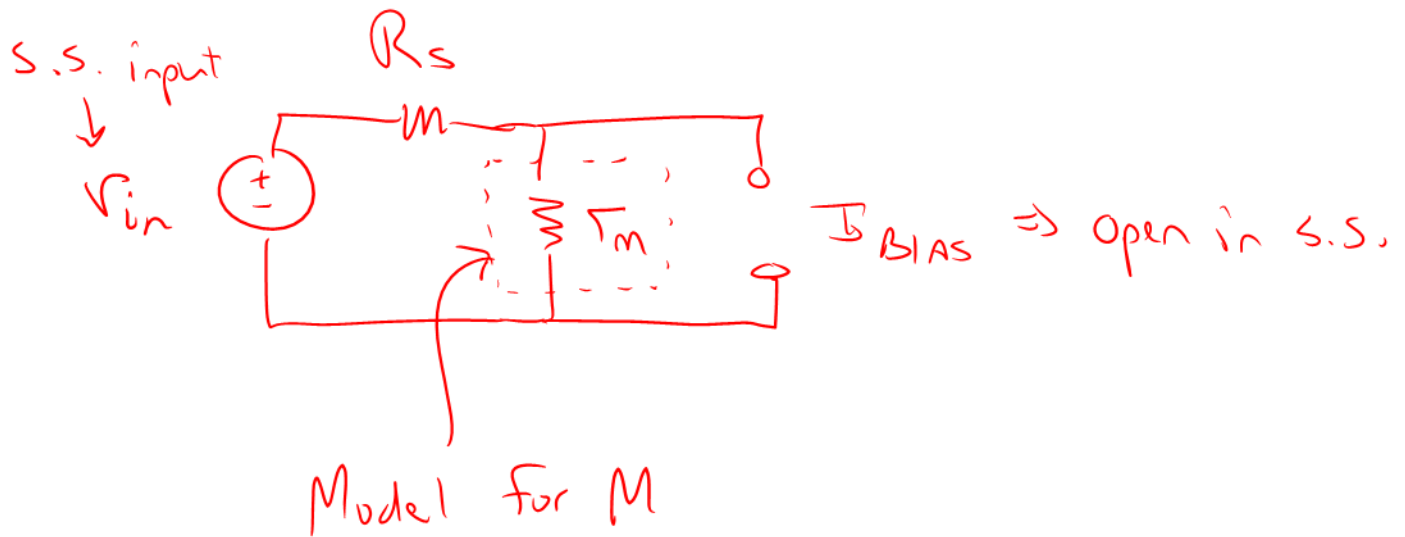 s.s. input
Rs
vin
+
-
rm
IBIAS => open in s.s.
Model for M